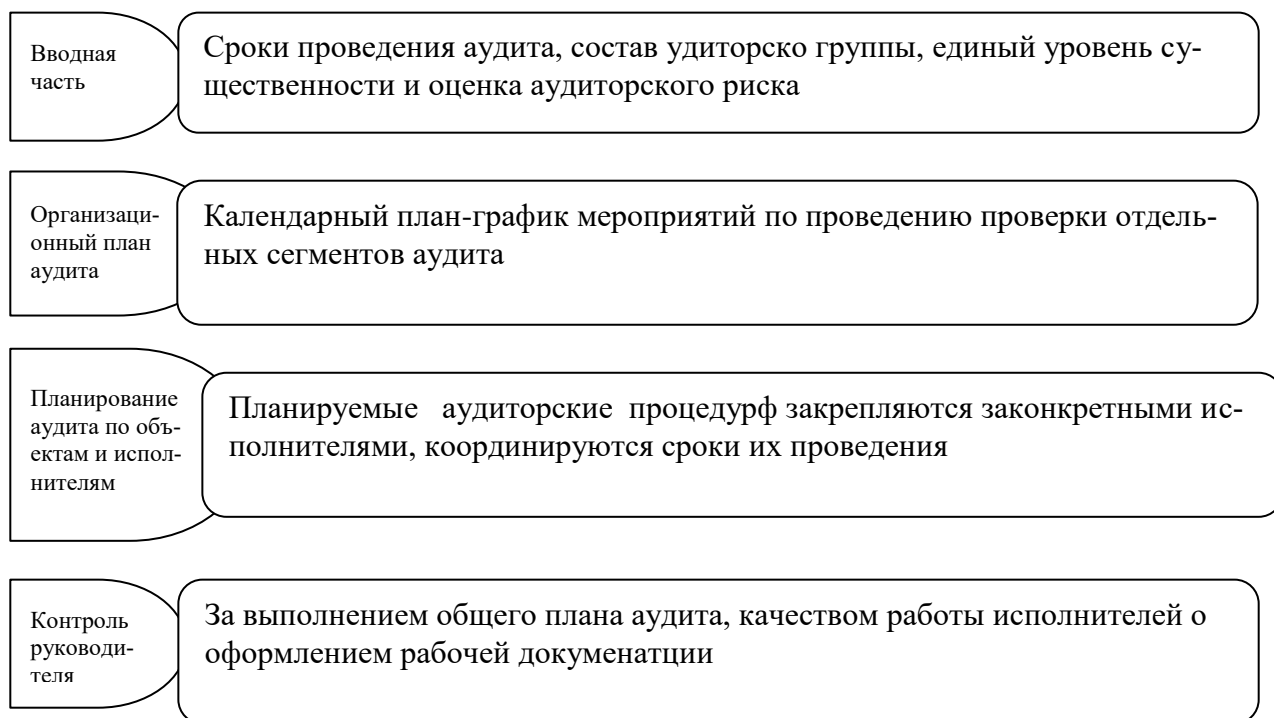 Вводная
часть
Сроки проведения аудита, состав удиторско группы, единый уровень су-
щественности и оценка аудиторского риска
Организаци-
онный план
аудита
Календарный план-график мероприятий по проведению проверки отдель-
ных сегментов аудита
Планирование
аудита по объ-
ектам и испол-
нителям
Планируемые аудиторские процедурф закрепляются законкретными ис-
полнителями, координируются сроки их проведения
Контроль
руководи-
теля
За выполнением общего плана аудита, качеством работы исполнителей о
оформлением рабочей докуменатции